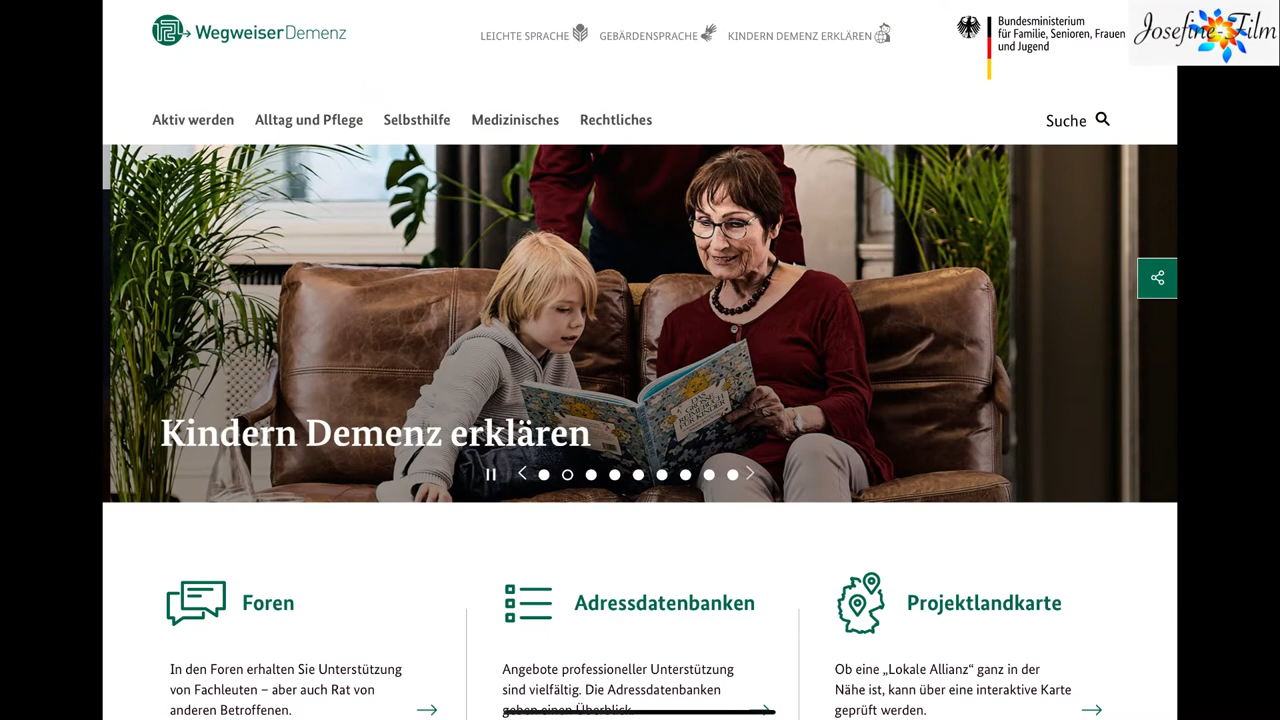 WegweiserDemenz
LEICHTE SPRACHE
GEBÄRDENSPRACHE
KINDERN DEMENZ ERKLÄREN
Bundesministerium
für Familie, Senioren, Frauen
und Jugend
Josefine-Film
Aktiv werden
Alltag und Pflege
Selbsthilfe
Medizinisches
Rechtliches
Suche
Kindern Demenz erklären
Foren
In den Foren erhalten Sie Unterstützung
von Fachleuten – aber auch Rat von
anderen Betroffenen.
Adressdatenbanken
Angebote professioneller Unterstützung
sind vielfältig. Die Adressdatenbanken
geben einen Überblick.
Projektlandkarte
Ob eine „Lokale Allianz“ ganz in der
Nähe ist, kann über eine interaktive Karte
geprüft werden.